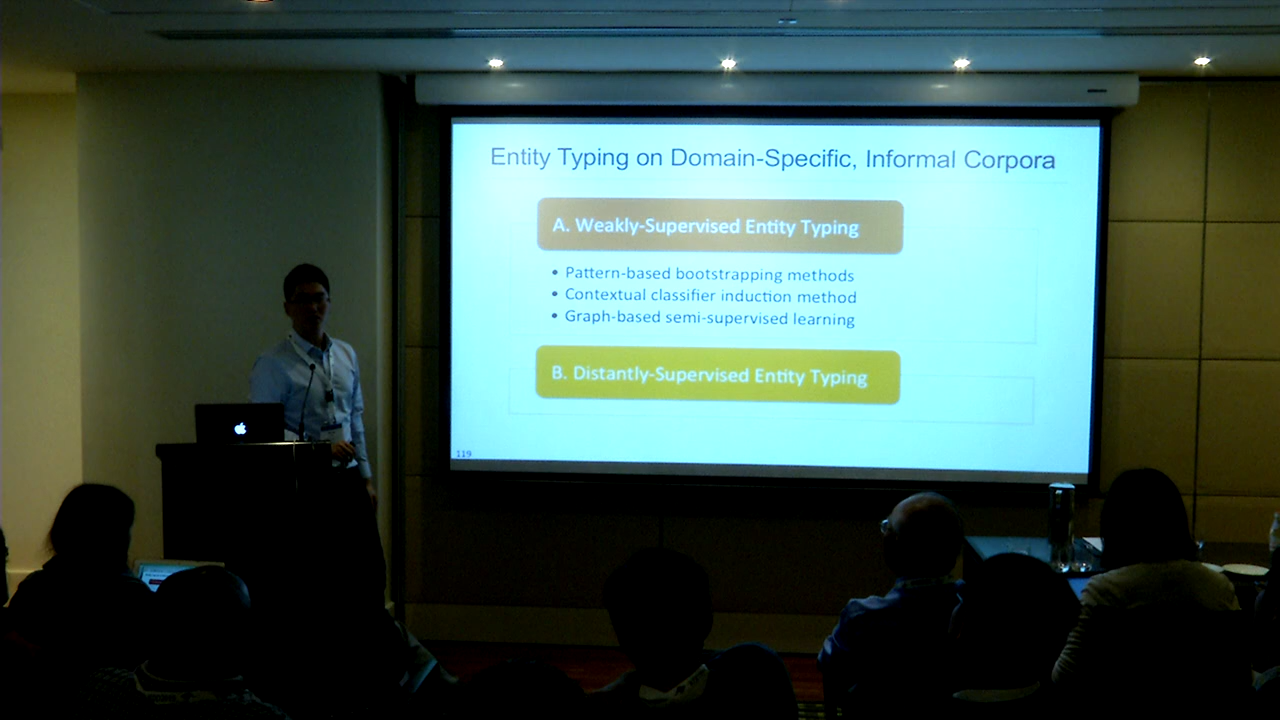 Entity Typing on Domain-Specific, Informal Corpora
A. Weakly-Supervised Entity Typing
• Pattern-based bootstrapping methods
• Contextual classifier induction method
• Graph-based semi-supervised learning
B. Distantly-Supervised Entity Typing
119